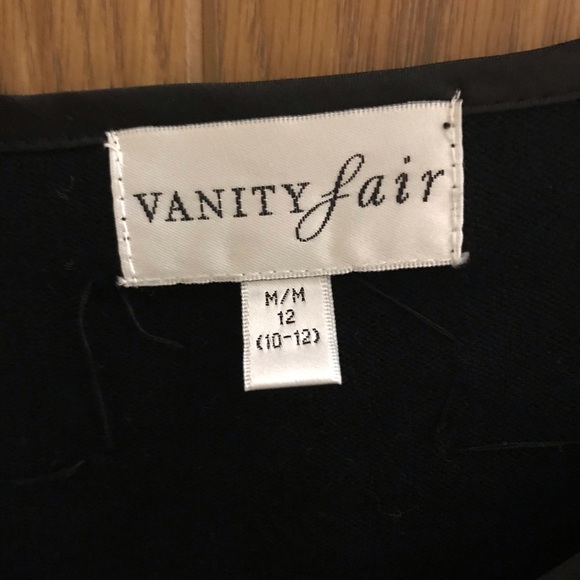 VANITY fair
M/M
12
(10-12)